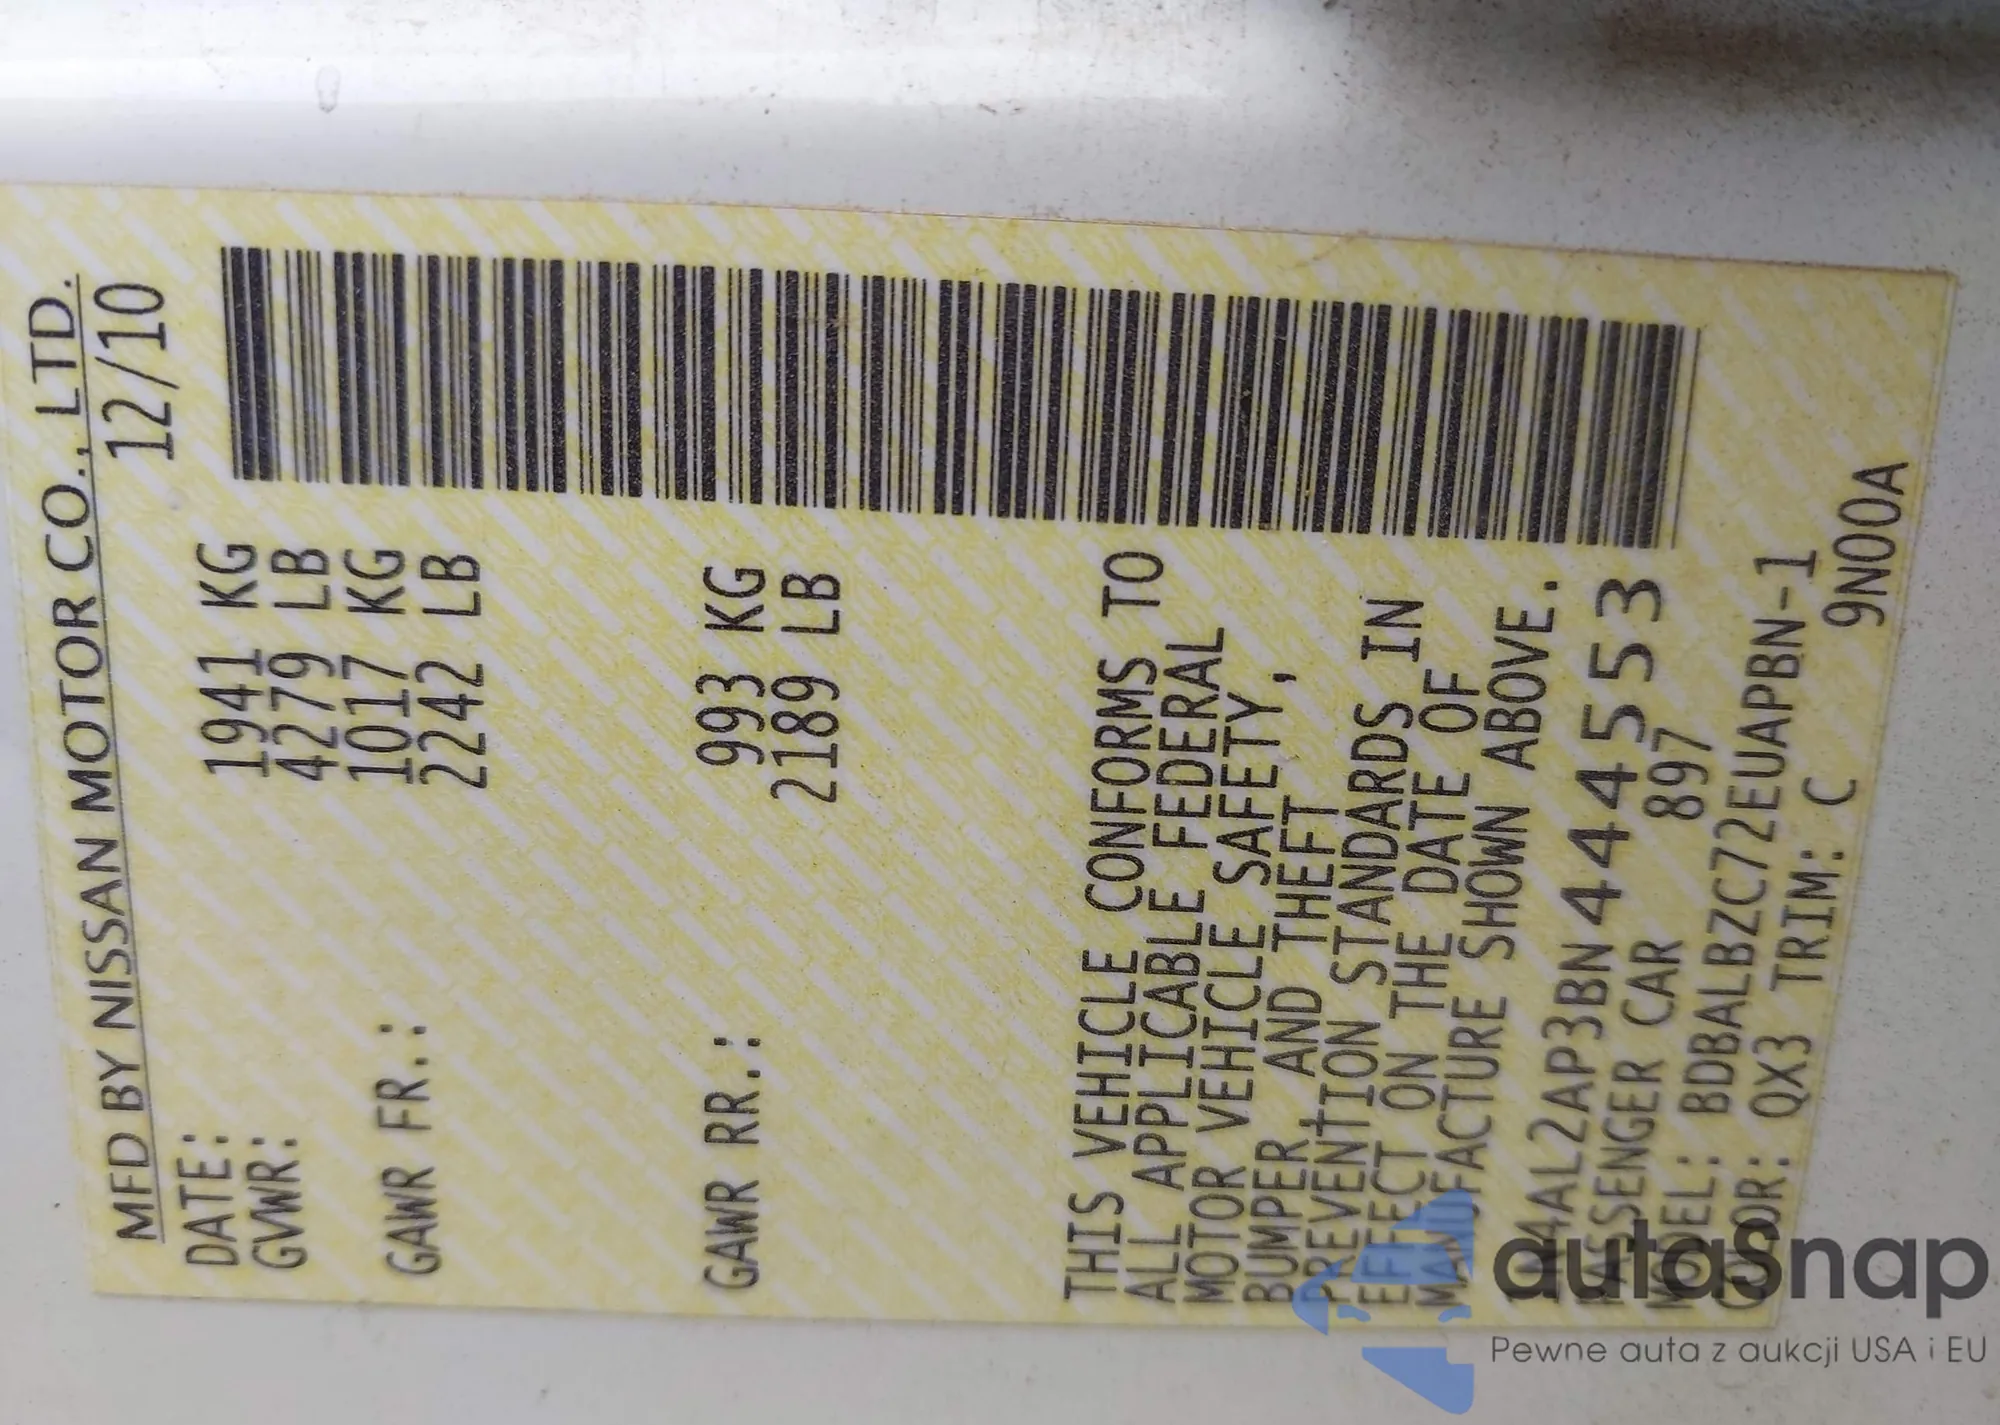 MFD BY NISSAN MOTOR CO., LTD.
DATE: 12/10
GVWR: 1941 KG
4279 LB
GAWR FR.: 1017 KG
2242 LB
GAWR RR.: 993 KG
2189 LB
THIS VEHICLE CONFORMS TO
ALL APPLICABLE FEDERAL
MOTOR VEHICLE SAFETY,
BUMPER AND THEFT
PREVENTION STANDARDS IN
EFFECT ON THE DATE OF
MANUFACTURE SHOWN ABOVE.
1N4AL2AP3BN444553
PASSENGER CAR 897
MODEL: BDBALBZC72EUAPBN-1
COLOR: QX3 TRIM: C 9N00A
autaSnap
Pewne auta z aukcji USA i EU